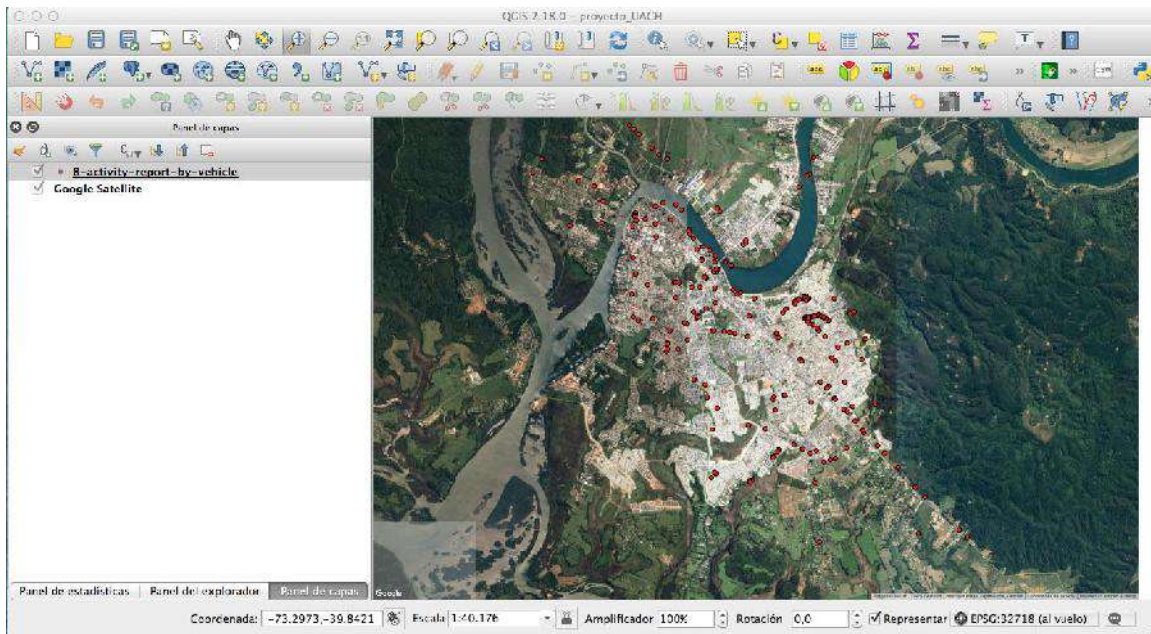 QGIS 2.18.0 - proyecto_UACH
Panel de capas
8-activity-report-by-vehicle
Google Satellite
Panel de estadísticas
Panel del explorador
Panel de capas
Google
Coordenada: -73.2973,-39.8421
Escala 1:40.176
Amplificador 100%
Rotación 0,0
Representar
EPSG:32718 (al vuelo)